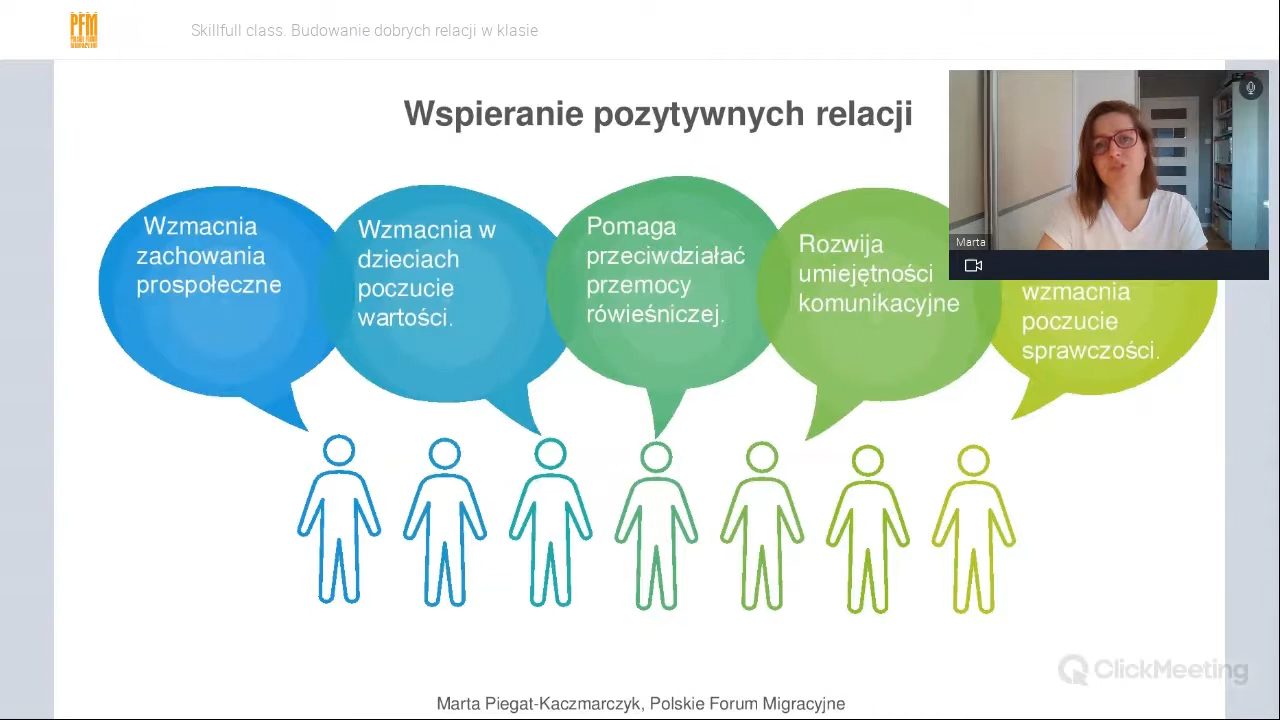 PFM
Skillfull class. Budowanie dobrych relacji w klasie
Wspieranie pozytywnych relacji
Wzmacnia
zachowania
prospołeczne
Wzmacnia w
dzieciach
poczucie
wartości.
Pomaga
przeciwdziałać
przemocy
rówieśniczej.
Rozwija
umiejętności
komunikacyjne
wzmacnia
poczucie
sprawczości.
Marta
ClickMeeting
Marta Piegat-Kaczmarczyk, Polskie Forum Migracyjne